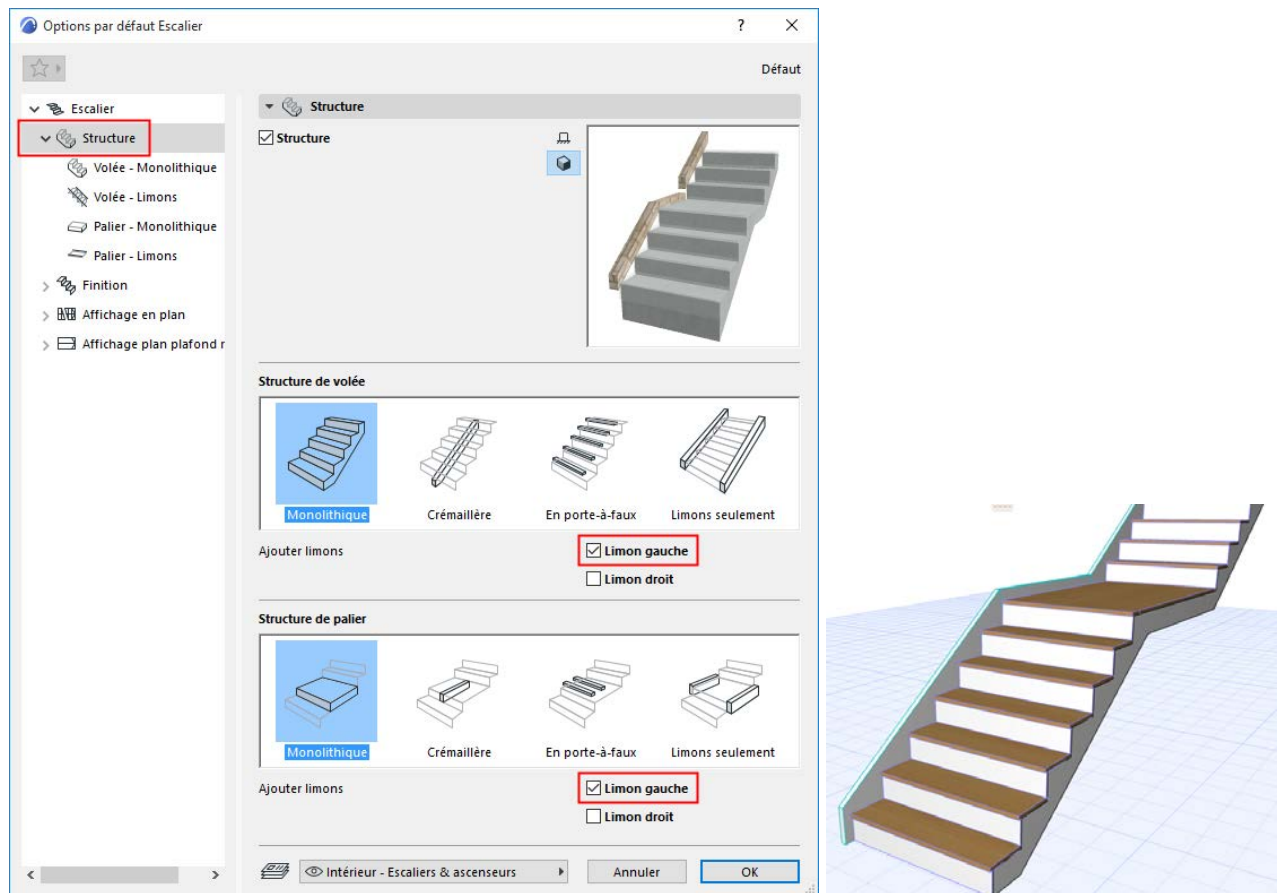 Options par défaut Escalier
?
Défaut
Escalier
Structure
Volée - Monolithique
Volée - Limons
Palier - Monolithique
Palier - Limons
Finition
Affichage en plan
Affichage plan plafond r
Structure
Structure
Structure de volée
Monolithique Crémaillère En porte-à-faux Limons seulement
Ajouter limons
Limon gauche
Limon droit
Structure de palier
Monolithique Crémaillère En porte-à-faux Limons seulement
Ajouter limons
Limon gauche
Limon droit
Intérieur - Escaliers & ascenseurs
Annuler
OK